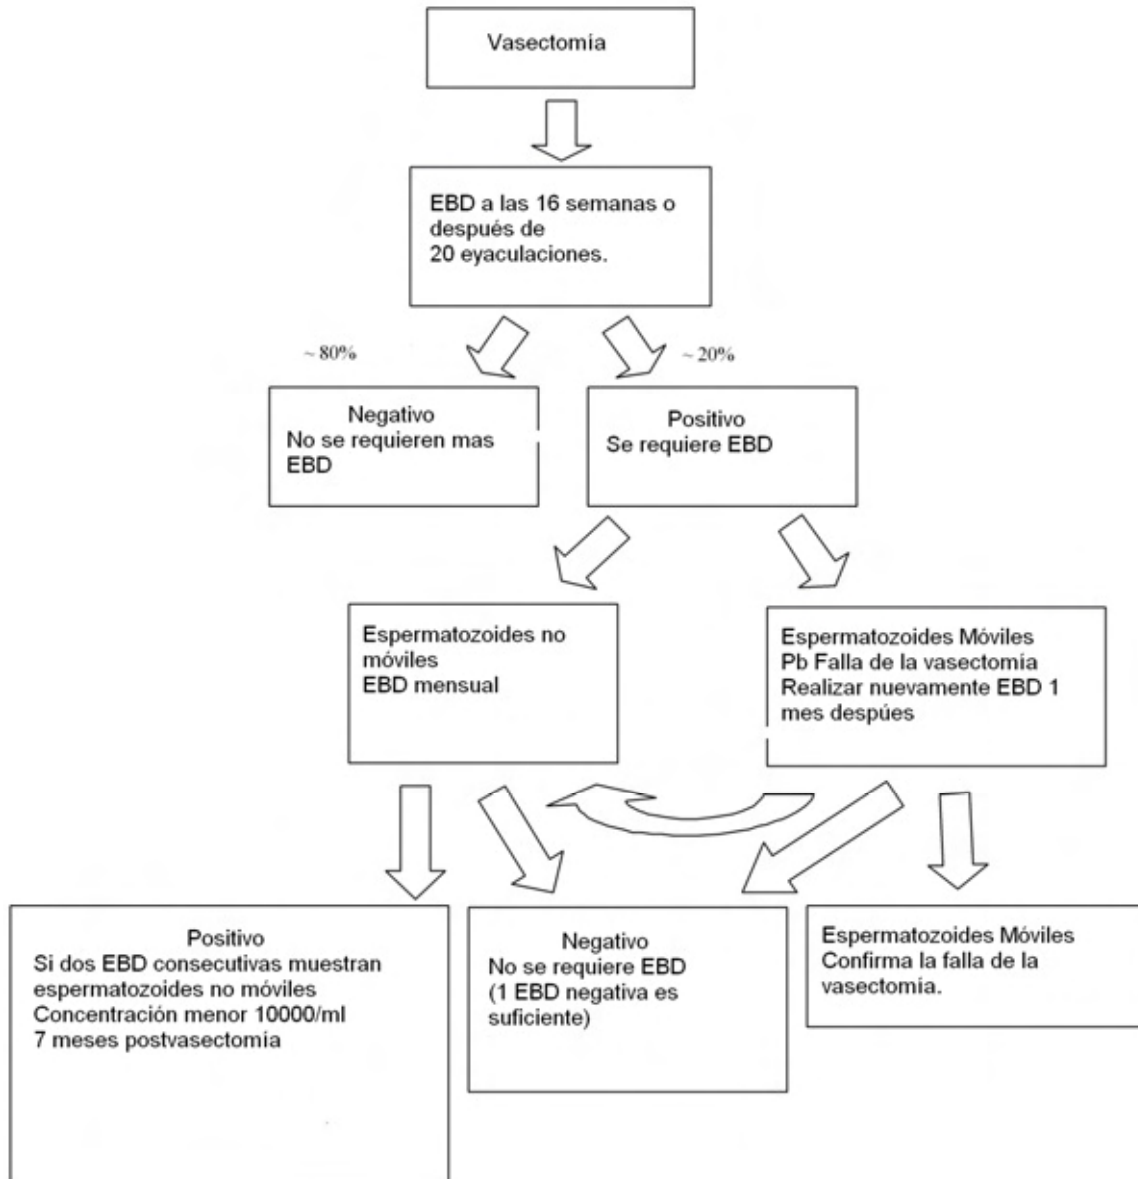 Vasectomía
EBD a las 16 semanas o
después de
20 eyaculaciones.
~ 80%
~ 20%
Negativo
No se requieren mas
EBD
Positivo
Se requiere EBD
Espermatozoides no
móviles
EBD mensual
Espermatozoides Móviles
Pb Falla de la vasectomía
Realizar nuevamente EBD 1
mes despúes
Positivo
Si dos EBD consecutivas muestran
espermatozoides no móviles
Concentración menor 10000/ml
7 meses postvasectomía
Negativo
No se requiere EBD
(1 EBD negativa es
suficiente)
Espermatozoides Móviles
Confirma la falla de la
vasectomía.